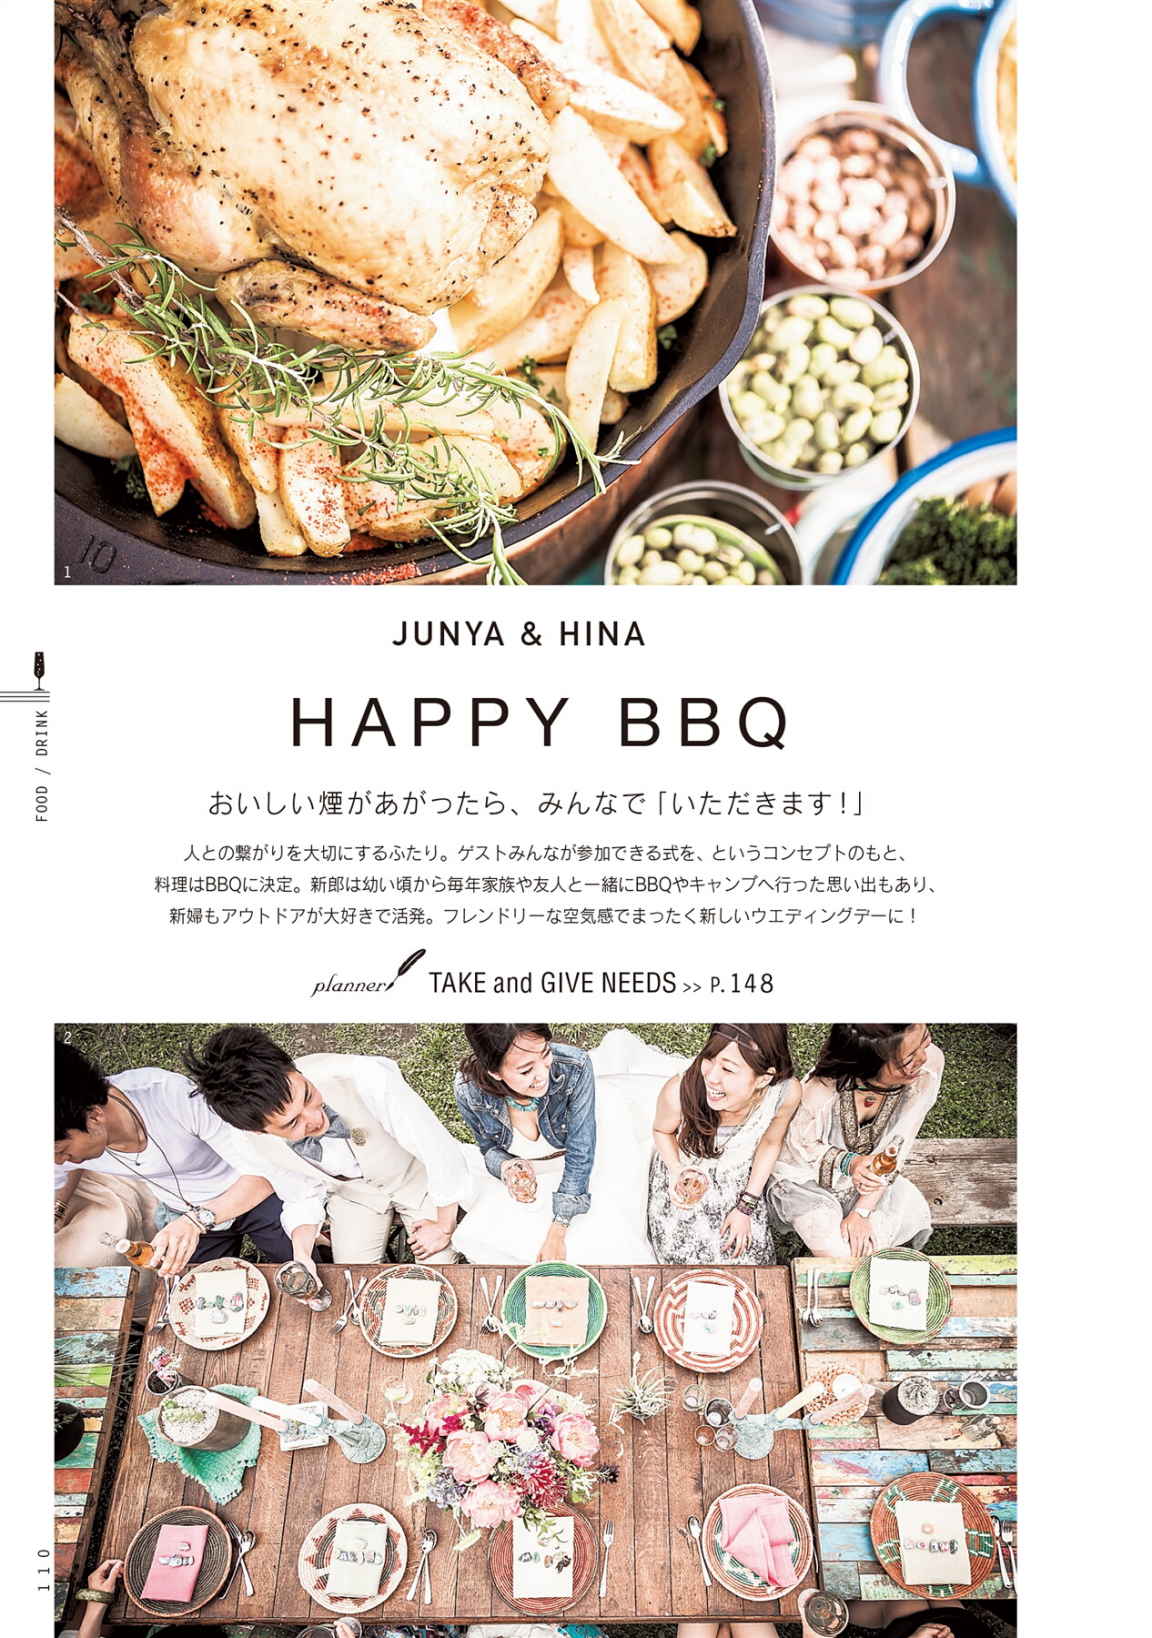 10
1
JUNYA & HINA
HAPPY BBQ
おいしい煙があがったら、みんなで「いただきます！」
人との繋がりを大切にするふたり。ゲストみんなが参加できる式を、というコンセプトのもと、
料理はBBQに決定。新郎は幼い頃から毎年家族や友人と一緒にBBQやキャンプへ行った思い出もあり、
新婦もアウトドアが大好きで活発。フレンドリーな空気感でまったく新しいウエディングデーに！
planner TAKE and GIVE NEEDS >> P.148
FOOD / DRINK
2
110